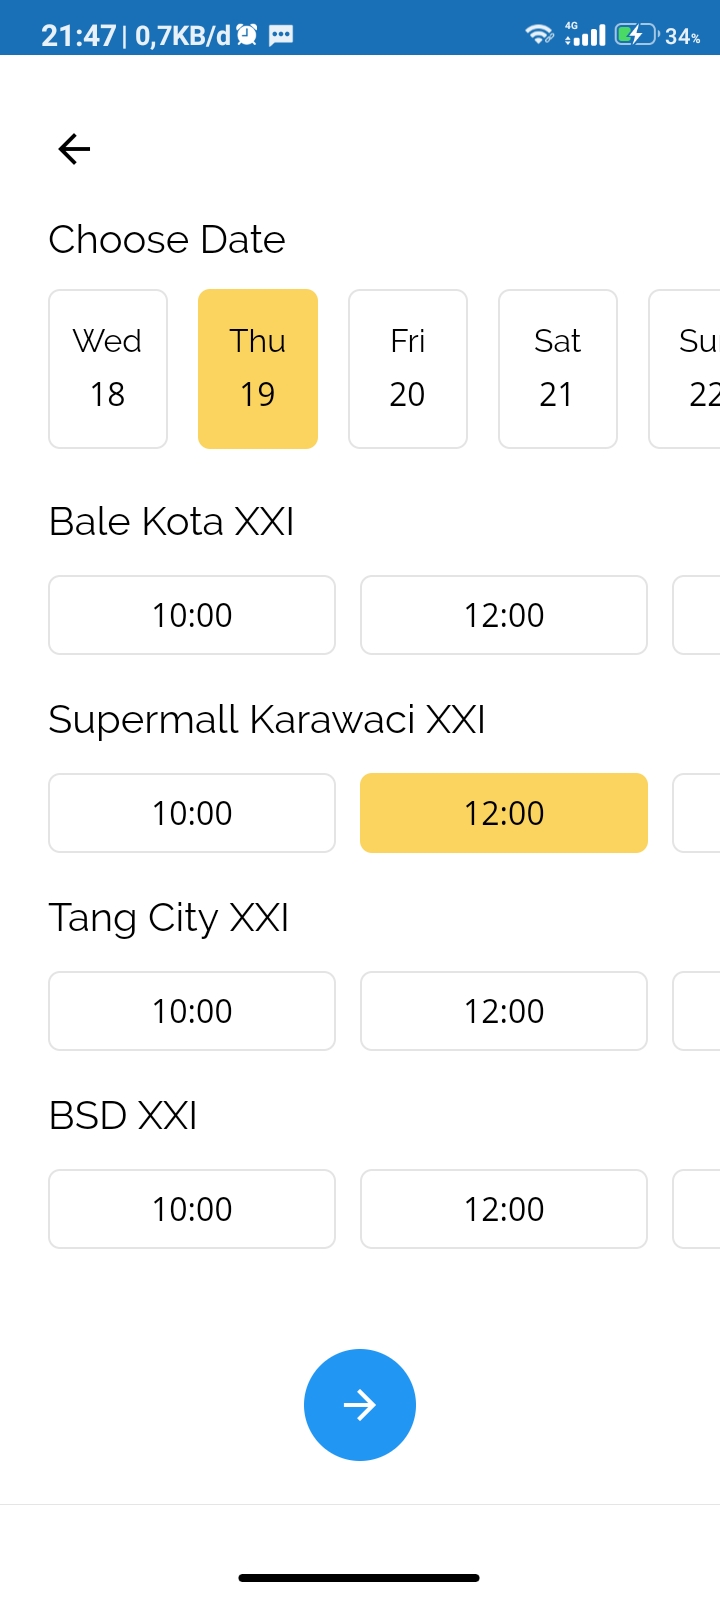 21:47 | 0,7KB/d 4G 34%
Choose Date
Wed Thu Fri Sat Su
18 19 20 21 22
Bale Kota XXI
10:00 12:00
Supermall Karawaci XXI
10:00 12:00
Tang City XXI
10:00 12:00
BSD XXI
10:00 12:00